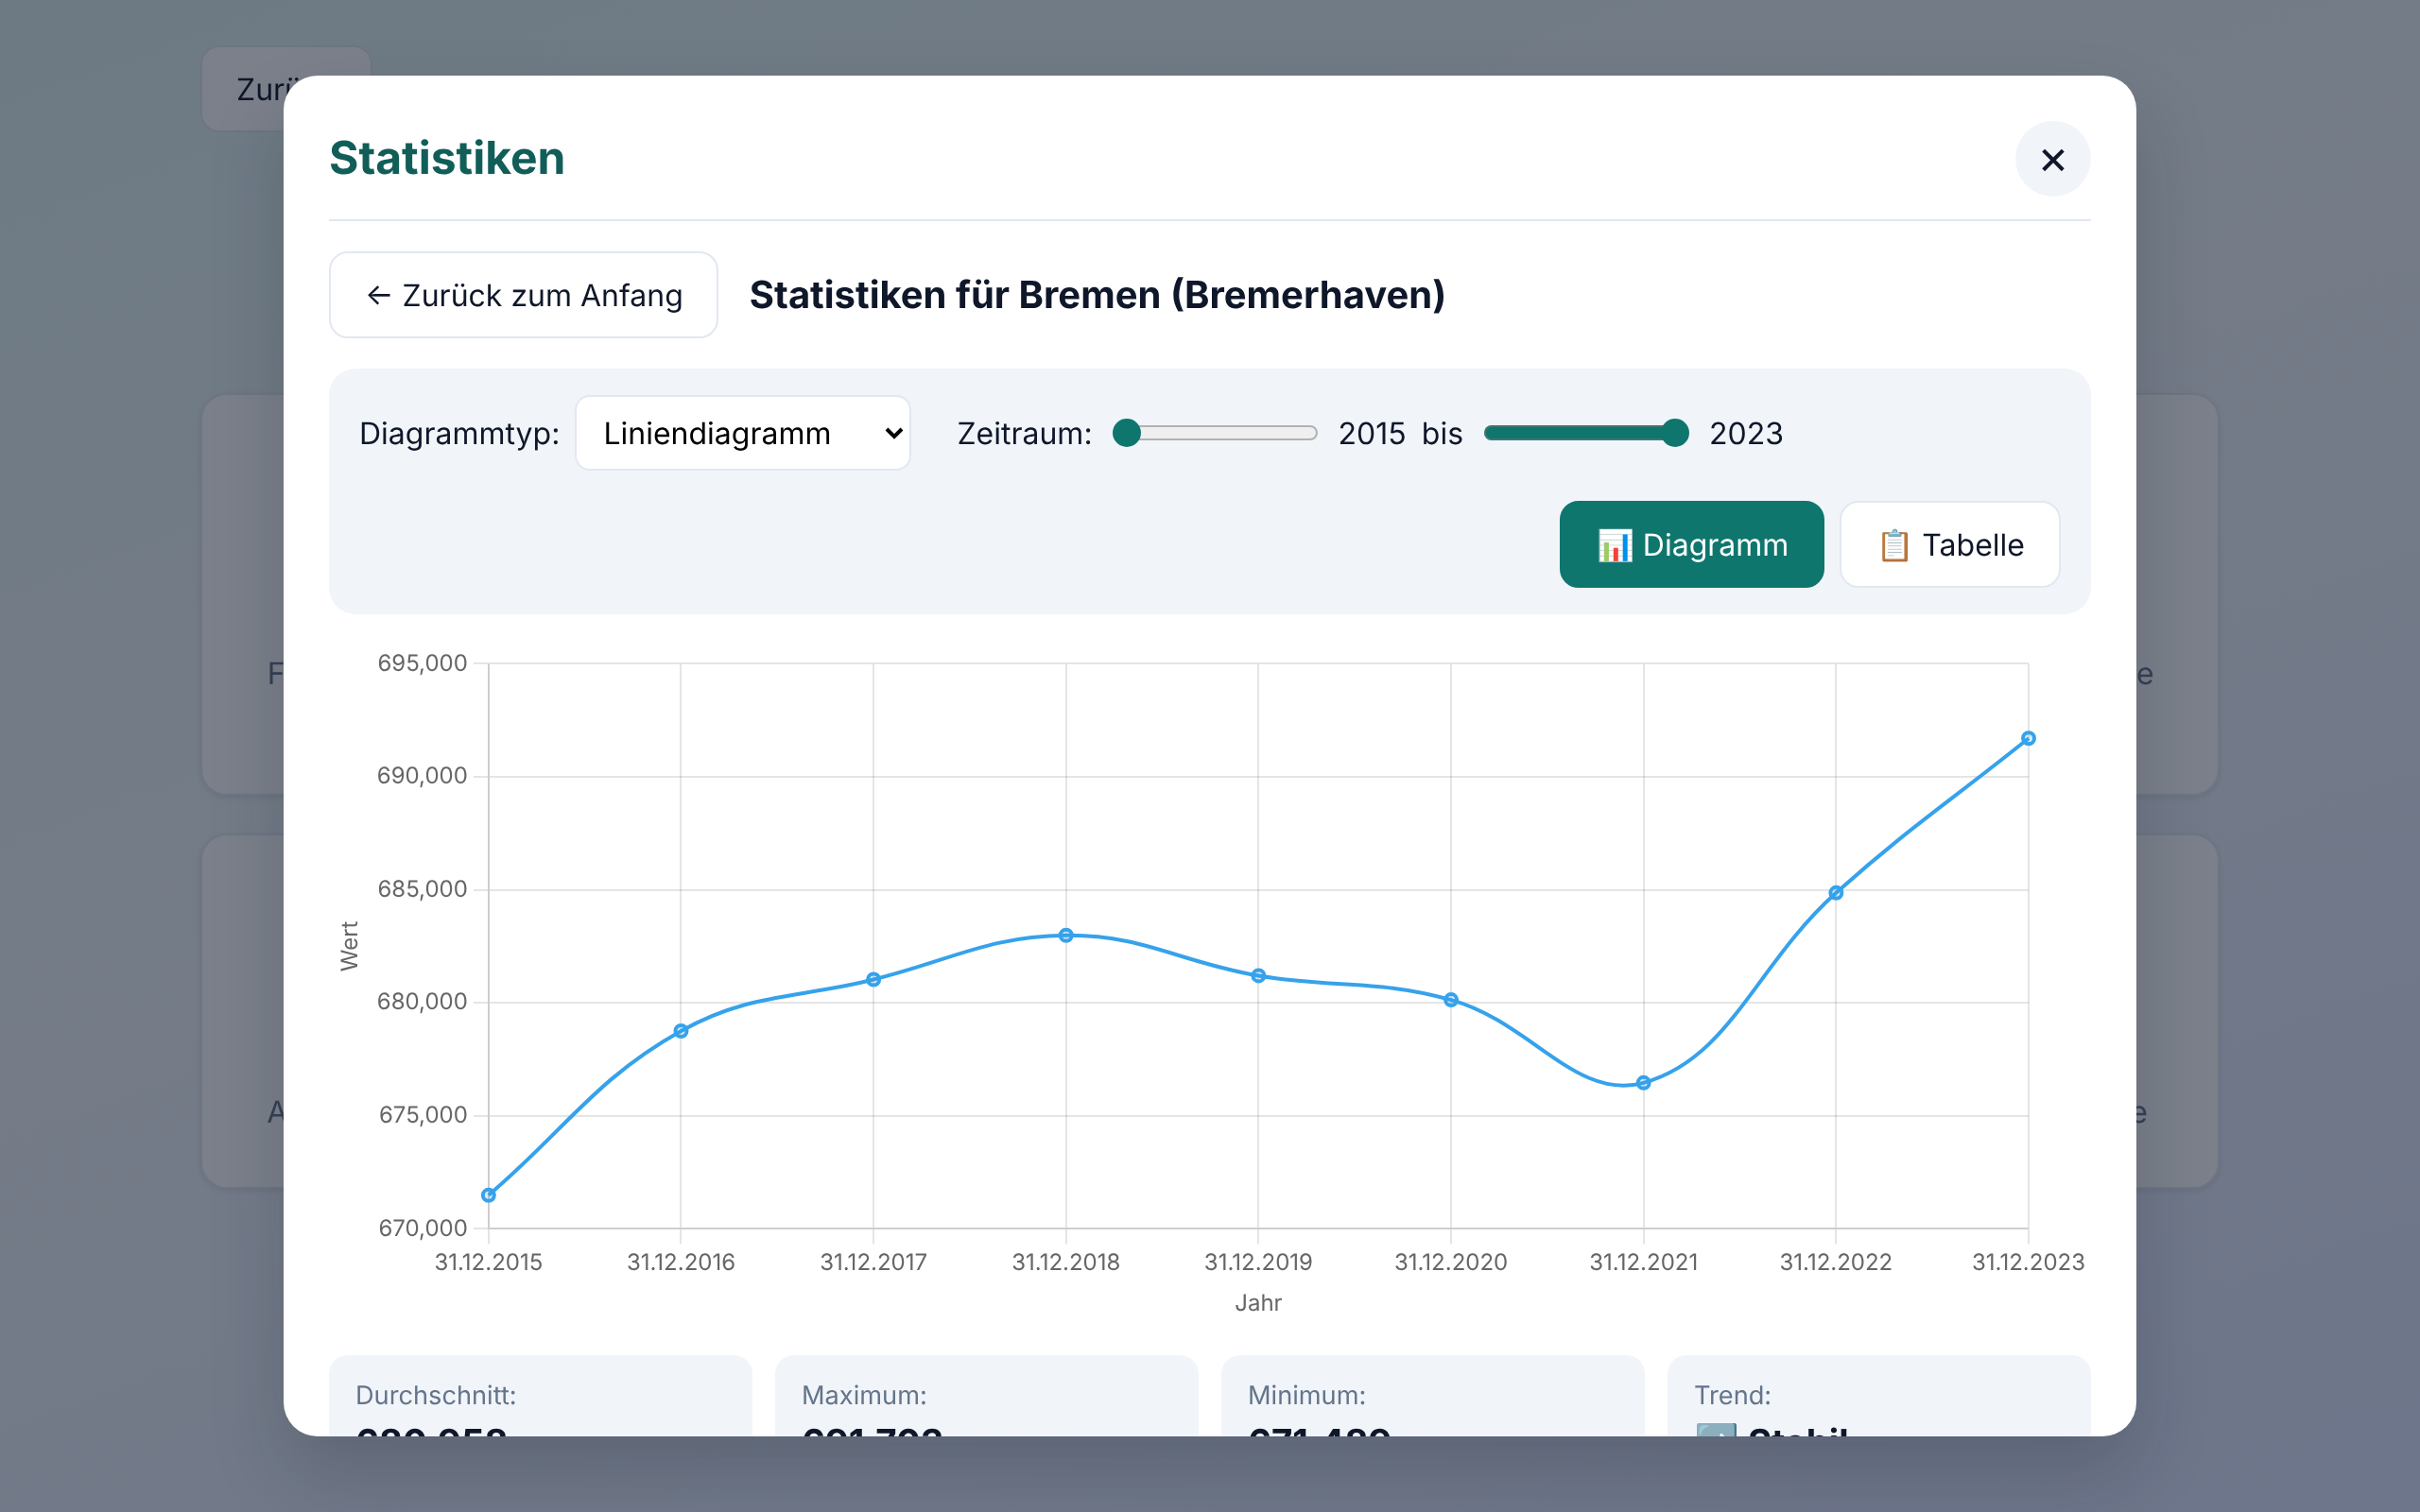 Statistiken
×
← Zurück zum Anfang
Statistiken für Bremen (Bremerhaven)
Diagrammtyp: Liniendiagramm Zeitraum: 2015 bis 2023
📊 Diagramm 📋 Tabelle
695,000
690,000
685,000
680,000
675,000
670,000
Wert
31.12.2015 31.12.2016 31.12.2017 31.12.2018 31.12.2019 31.12.2020 31.12.2021 31.12.2022 31.12.2023
Jahr
Durchschnitt: Maximum: Minimum: Trend:
Stabil